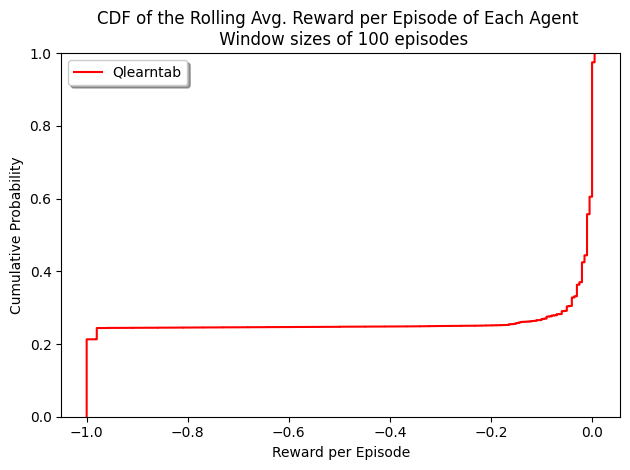 CDF of the Rolling Avg. Reward per Episode of Each Agent
Window sizes of 100 episodes
Qlearntab
1.0
0.8
0.6
0.4
0.2
0.0
Cumulative Probability
−1.0 −0.8 −0.6 −0.4 −0.2 0.0
Reward per Episode